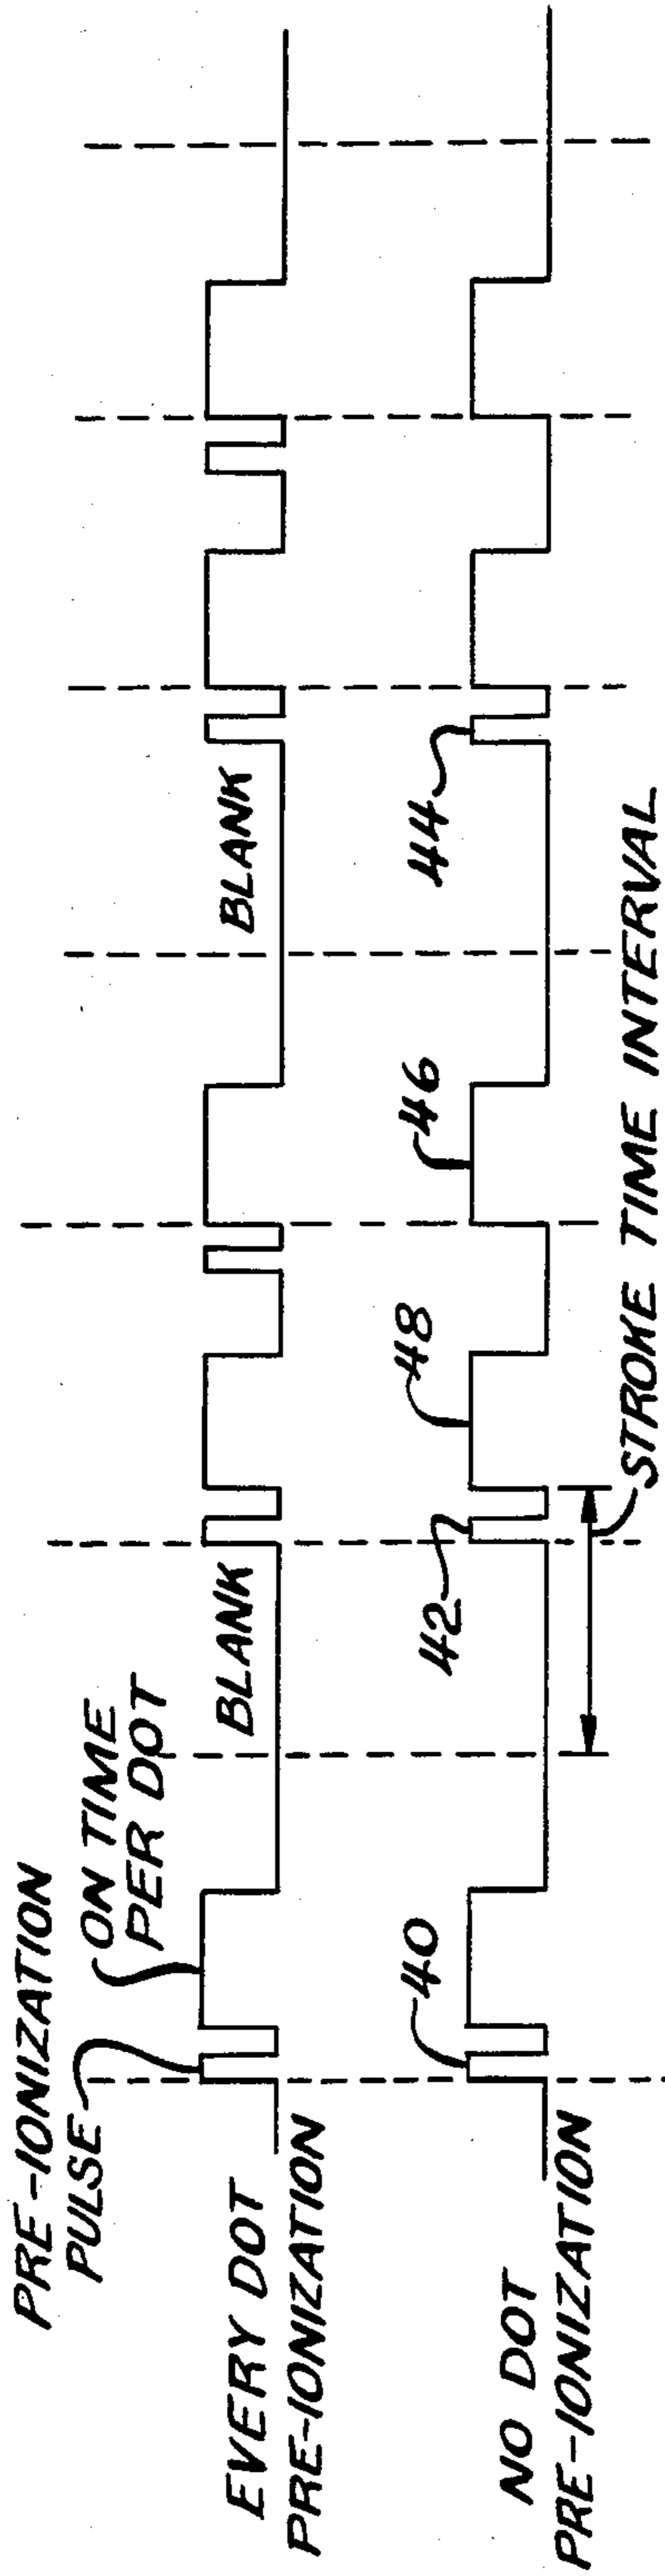 PRE-IONIZATION
PULSE
ON TIME
PER DOT
EVERY DOT
PRE-IONIZATION
BLANK
BLANK
NO DOT
PRE-IONIZATION
40
42
48
46
44
STROKE TIME INTERVAL